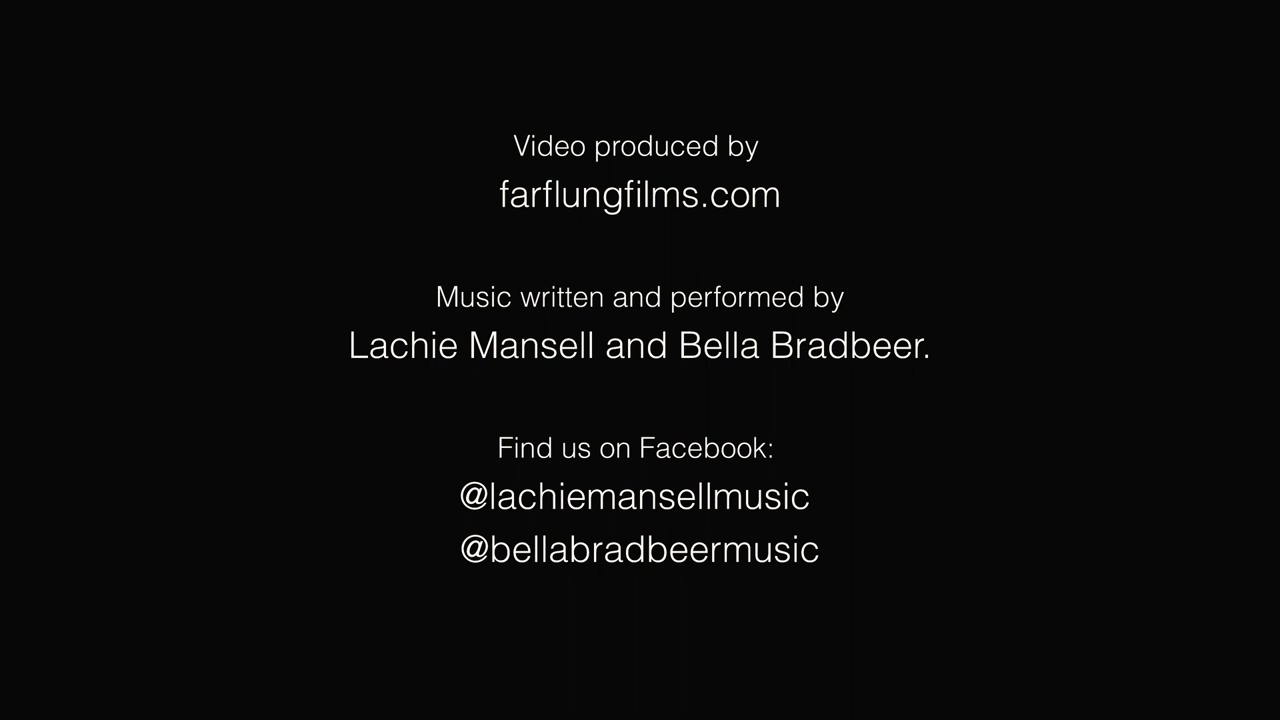 Video produced by
farflungfilms.com
Music written and performed by
Lachie Mansell and Bella Bradbeer.
Find us on Facebook:
@lachiemansellmusic
@bellabradbeermusic